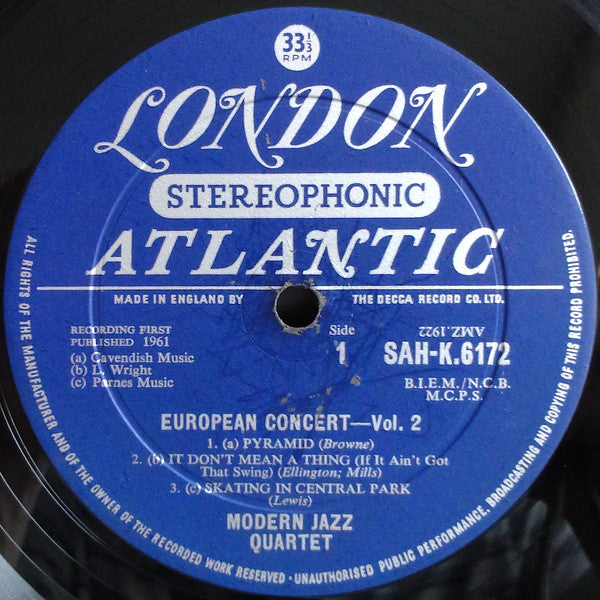 33 1/3
RPM
LONDON
STEREOPHONIC
ATLANTIC
MADE IN ENGLAND BY THE DECCA RECORD CO. LTD.
RECORDING FIRST
PUBLISHED 1961
(a) Cavendish Music
(b) L. Wright
(c) Parnes Music
Side
1
AMZ.1922
SAH-K.6172
B.I.E.M./N.C.B.
M.C.P.S.
EUROPEAN CONCERT—Vol. 2
1. (a) PYRAMID (Browne)
2. (b) IT DON'T MEAN A THING (If It Ain't Got
That Swing) (Ellington; Mills)
3. (c) SKATING IN CENTRAL PARK
(Lewis)
MODERN JAZZ
QUARTET
ALL RIGHTS OF THE MANUFACTURER AND OF THE OWNER OF THE RECORDED WORK RESERVED · UNAUTHORISED PUBLIC PERFORMANCE, BROADCASTING AND COPYING OF THIS RECORD PROHIBITED.